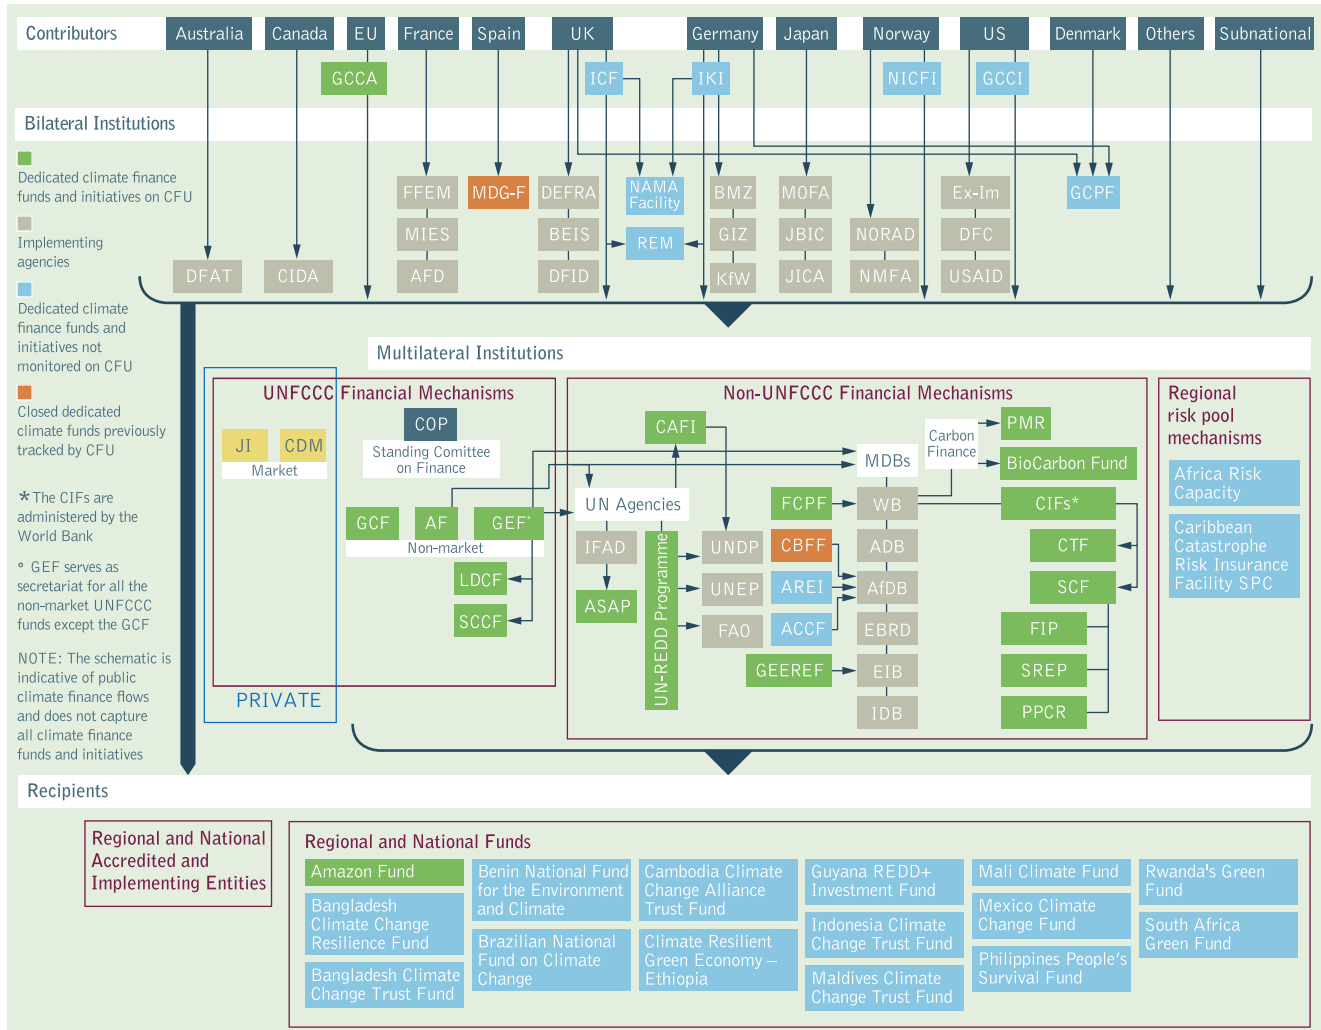 Contributors
Australia
Canada
EU
France
Spain
UK
Germany
Japan
Norway
US
Denmark
Others
Subnational
GCCA
ICF
IKI
NICFI
GCCI
Bilateral Institutions
Dedicated climate finance
funds and initiatives on CFU
Implementing
agencies
Dedicated climate
finance funds and
initiatives not
monitored on CFU
Closed dedicated
climate funds previously
tracked by CFU
*The CIFs are
administered by the
World Bank
° GEF serves as
secretariat for all the
non-market UNFCCC
funds except the GCF
NOTE: The schematic is
indicative of public
climate finance flows
and does not capture
all climate finance
funds and initiatives
DFAT
CIDA
FFEM
MIES
AFD
MDG-F
DEFRA
BEIS
DFID
NAMA
Facility
REM
BMZ
GIZ
KfW
MOFA
JBIC
JICA
NORAD
NMFA
Ex-Im
DFC
USAID
GCPF
Multilateral Institutions
UNFCCC Financial Mechanisms
JI
CDM
Market
PRIVATE
COP
Standing Comittee
on Finance
GCF
AF
GEF°
Non-market
LDCF
SCCF
Non-UNFCCC Financial Mechanisms
CAFI
UN Agencies
IFAD
ASAP
UN-REDD Programme
UNDP
UNEP
FAO
FCPF
CBFF
AREI
ACCF
GEEREF
MDBs
WB
ADB
AfDB
EBRD
EIB
IDB
Carbon
Finance
PMR
BioCarbon Fund
CIFs*
CTF
SCF
FIP
SREP
PPCR
Regional
risk pool
mechanisms
Africa Risk
Capacity
Caribbean
Catastrophe
Risk Insurance
Facility SPC
Recipients
Regional and National
Accredited and
Implementing Entities
Regional and National Funds
Amazon Fund
Bangladesh
Climate Change
Resilience Fund
Bangladesh Climate
Change Trust Fund
Benin National Fund
for the Environment
and Climate
Brazilian National
Fund on Climate
Change
Cambodia Climate
Change Alliance
Trust Fund
Climate Resilient
Green Economy –
Ethiopia
Guyana REDD+
Investment Fund
Indonesia Climate
Change Trust Fund
Maldives Climate
Change Trust Fund
Mali Climate Fund
Mexico Climate
Change Fund
Philippines People's
Survival Fund
Rwanda's Green
Fund
South Africa
Green Fund